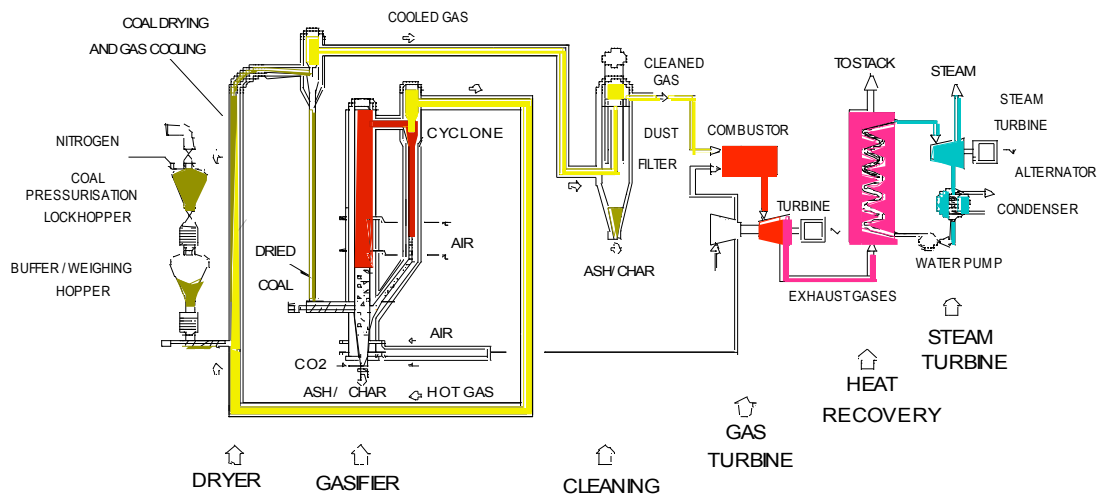 COAL DRYING
AND GAS COOLING
COOLED GAS
CLEANED
GAS
TO STACK
STEAM
STEAM
TURBINE
ALTERNATOR
CONDENSER
NITROGEN
COAL
PRESSURISATION
LOCKHOPPER
BUFFER / WEIGHING
HOPPER
CYCLONE
DUST
FILTER
COMBUSTOR
TURBINE
AIR
DRIED
COAL
AIR
CO2
ASH / CHAR
HOT GAS
ASH / CHAR
EXHAUST GASES
WATER PUMP
DRYER
GASIFIER
CLEANING
GAS
TURBINE
HEAT
RECOVERY
STEAM
TURBINE